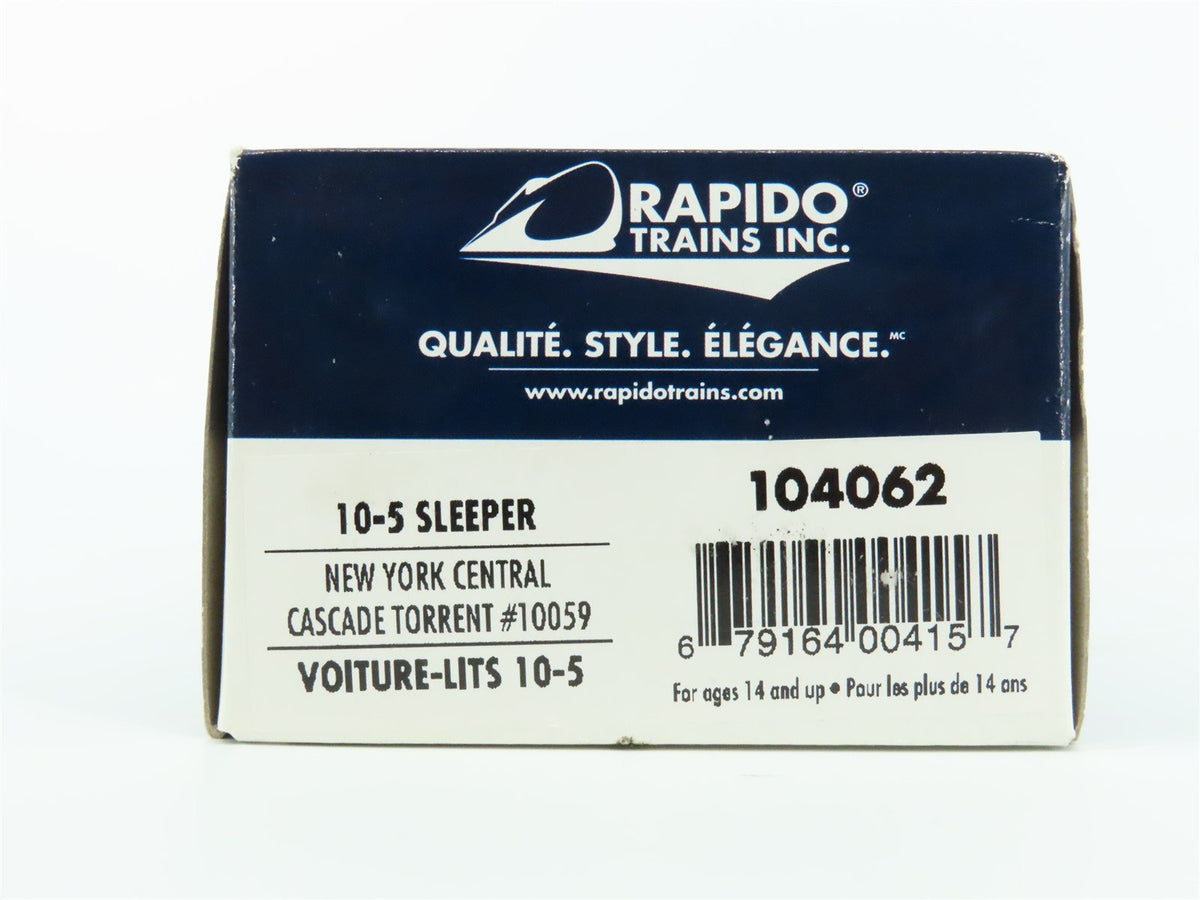 RAPIDO®
TRAINS INC.
QUALITÉ. STYLE. ÉLÉGANCE.MC
www.rapidotrains.com
10-5 SLEEPER
NEW YORK CENTRAL
CASCADE TORRENT #10059
VOITURE-LITS 10-5
104062
6 79164 00415 7
For ages 14 and up • Pour les plus de 14 ans